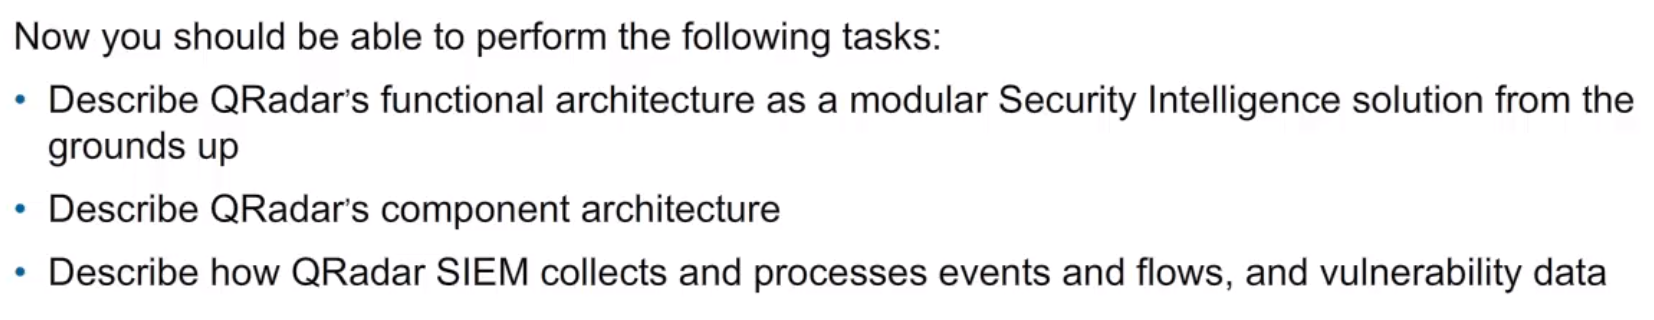 Now you should be able to perform the following tasks:
• Describe QRadar's functional architecture as a modular Security Intelligence solution from the
grounds up
• Describe QRadar's component architecture
• Describe how QRadar SIEM collects and processes events and flows, and vulnerability data